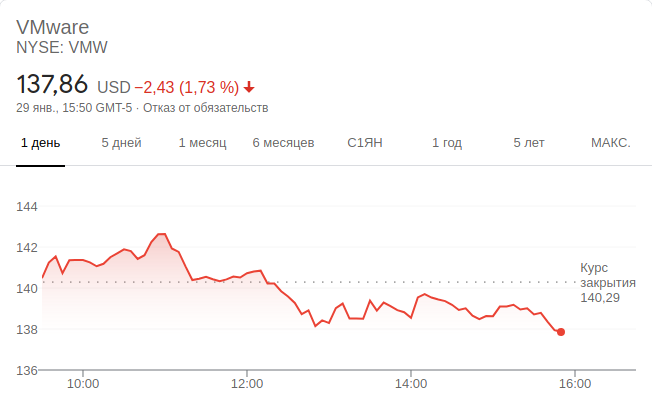 VMware
NYSE: VMW
137,86 USD −2,43 (1,73 %)
29 янв., 15:50 GMT-5 · Отказ от обязательств
1 день 5 дней 1 месяц 6 месяцев С1ЯН 1 год 5 лет МАКС.
144
142
Курс
закрытия
140,29
140
138
136
10:00 12:00 14:00 16:00